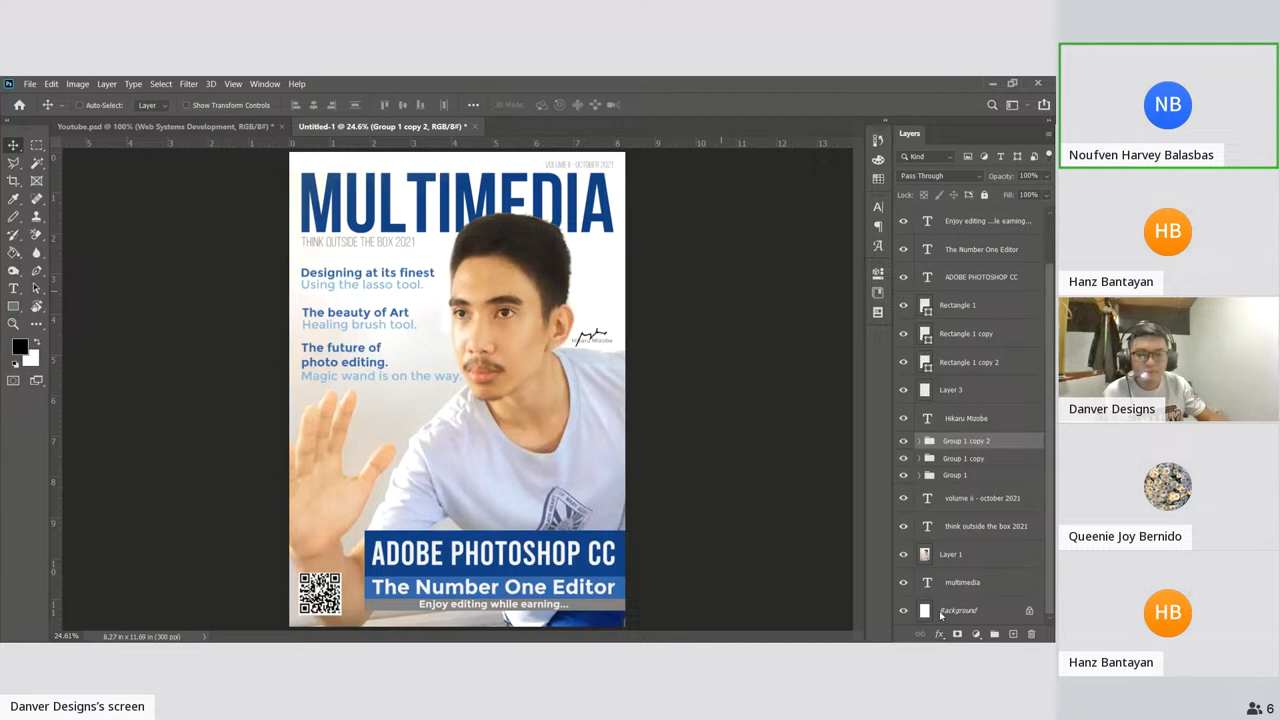 File Edit Image Layer Type Select Filter 3D View Window Help
Auto-Select: Layer Show Transform Controls 3D Mode:
Youtube.psd @ 100% (Web Systems Development, RGB/8#) *
Untitled-1 @ 24.6% (Group 1 copy 2, RGB/8#) *
VOLUME II - OCTOBER 2021
MULTIMEDIA
THINK OUTSIDE THE BOX 2021
Designing at its finest
Using the lasso tool.
The beauty of Art
Healing brush tool.
The future of
photo editing.
Magic wand is on the way.
Hikaru Mizobe
ADOBE PHOTOSHOP CC
The Number One Editor
Enjoy editing while earning...
24.61% 8.27 in x 11.69 in (300 ppi)
Layers
Kind
Pass Through Opacity: 100%
Lock: Fill: 100%
Enjoy editing ...le earning...
The Number One Editor
ADOBE PHOTOSHOP CC
Rectangle 1
Rectangle 1 copy
Rectangle 1 copy 2
Layer 3
Hikaru Mizobe
Group 1 copy 2
Group 1 copy
Group 1
volume ii - october 2021
think outside the box 2021
Layer 1
multimedia
Background
NB
Noufven Harvey Balasbas
HB
Hanz Bantayan
Danver Designs
Queenie Joy Bernido
HB
Hanz Bantayan
Danver Designs's screen
6